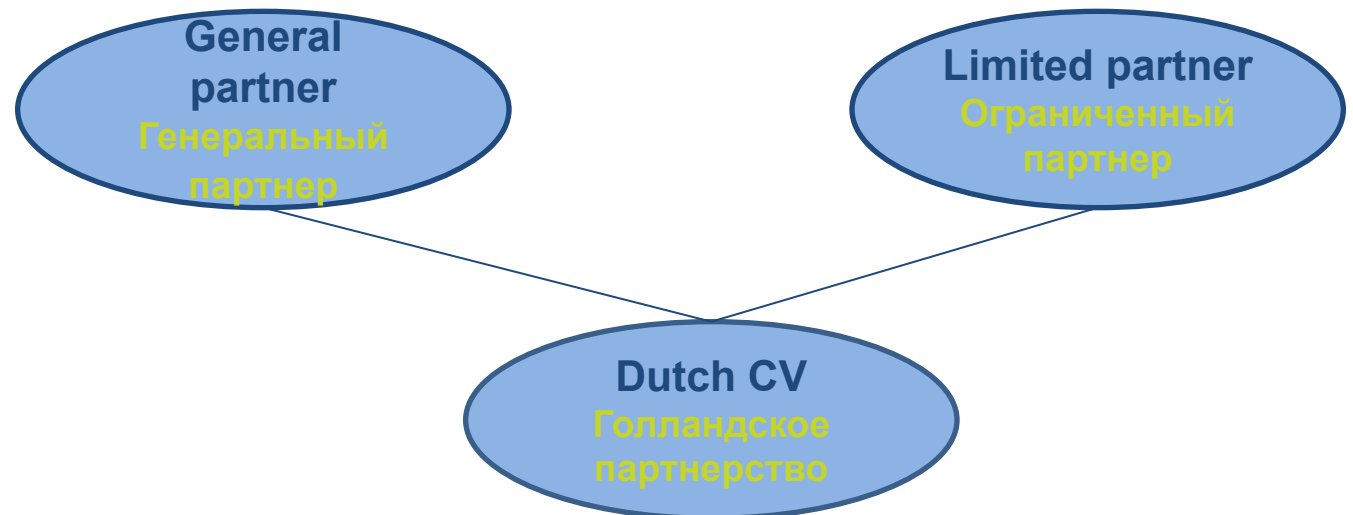 General
partner
Генеральный
партнер
Limited partner
Ограниченный
партнер
Dutch CV
Голландское
партнерство